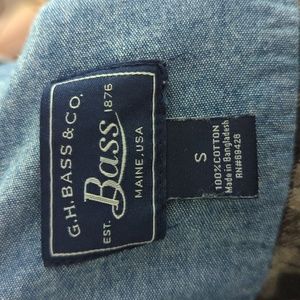 G.H. BASS & CO.
Bass
EST. 1876
MAINE, USA
S
100% COTTON
Made in Bangladesh
RN#69426